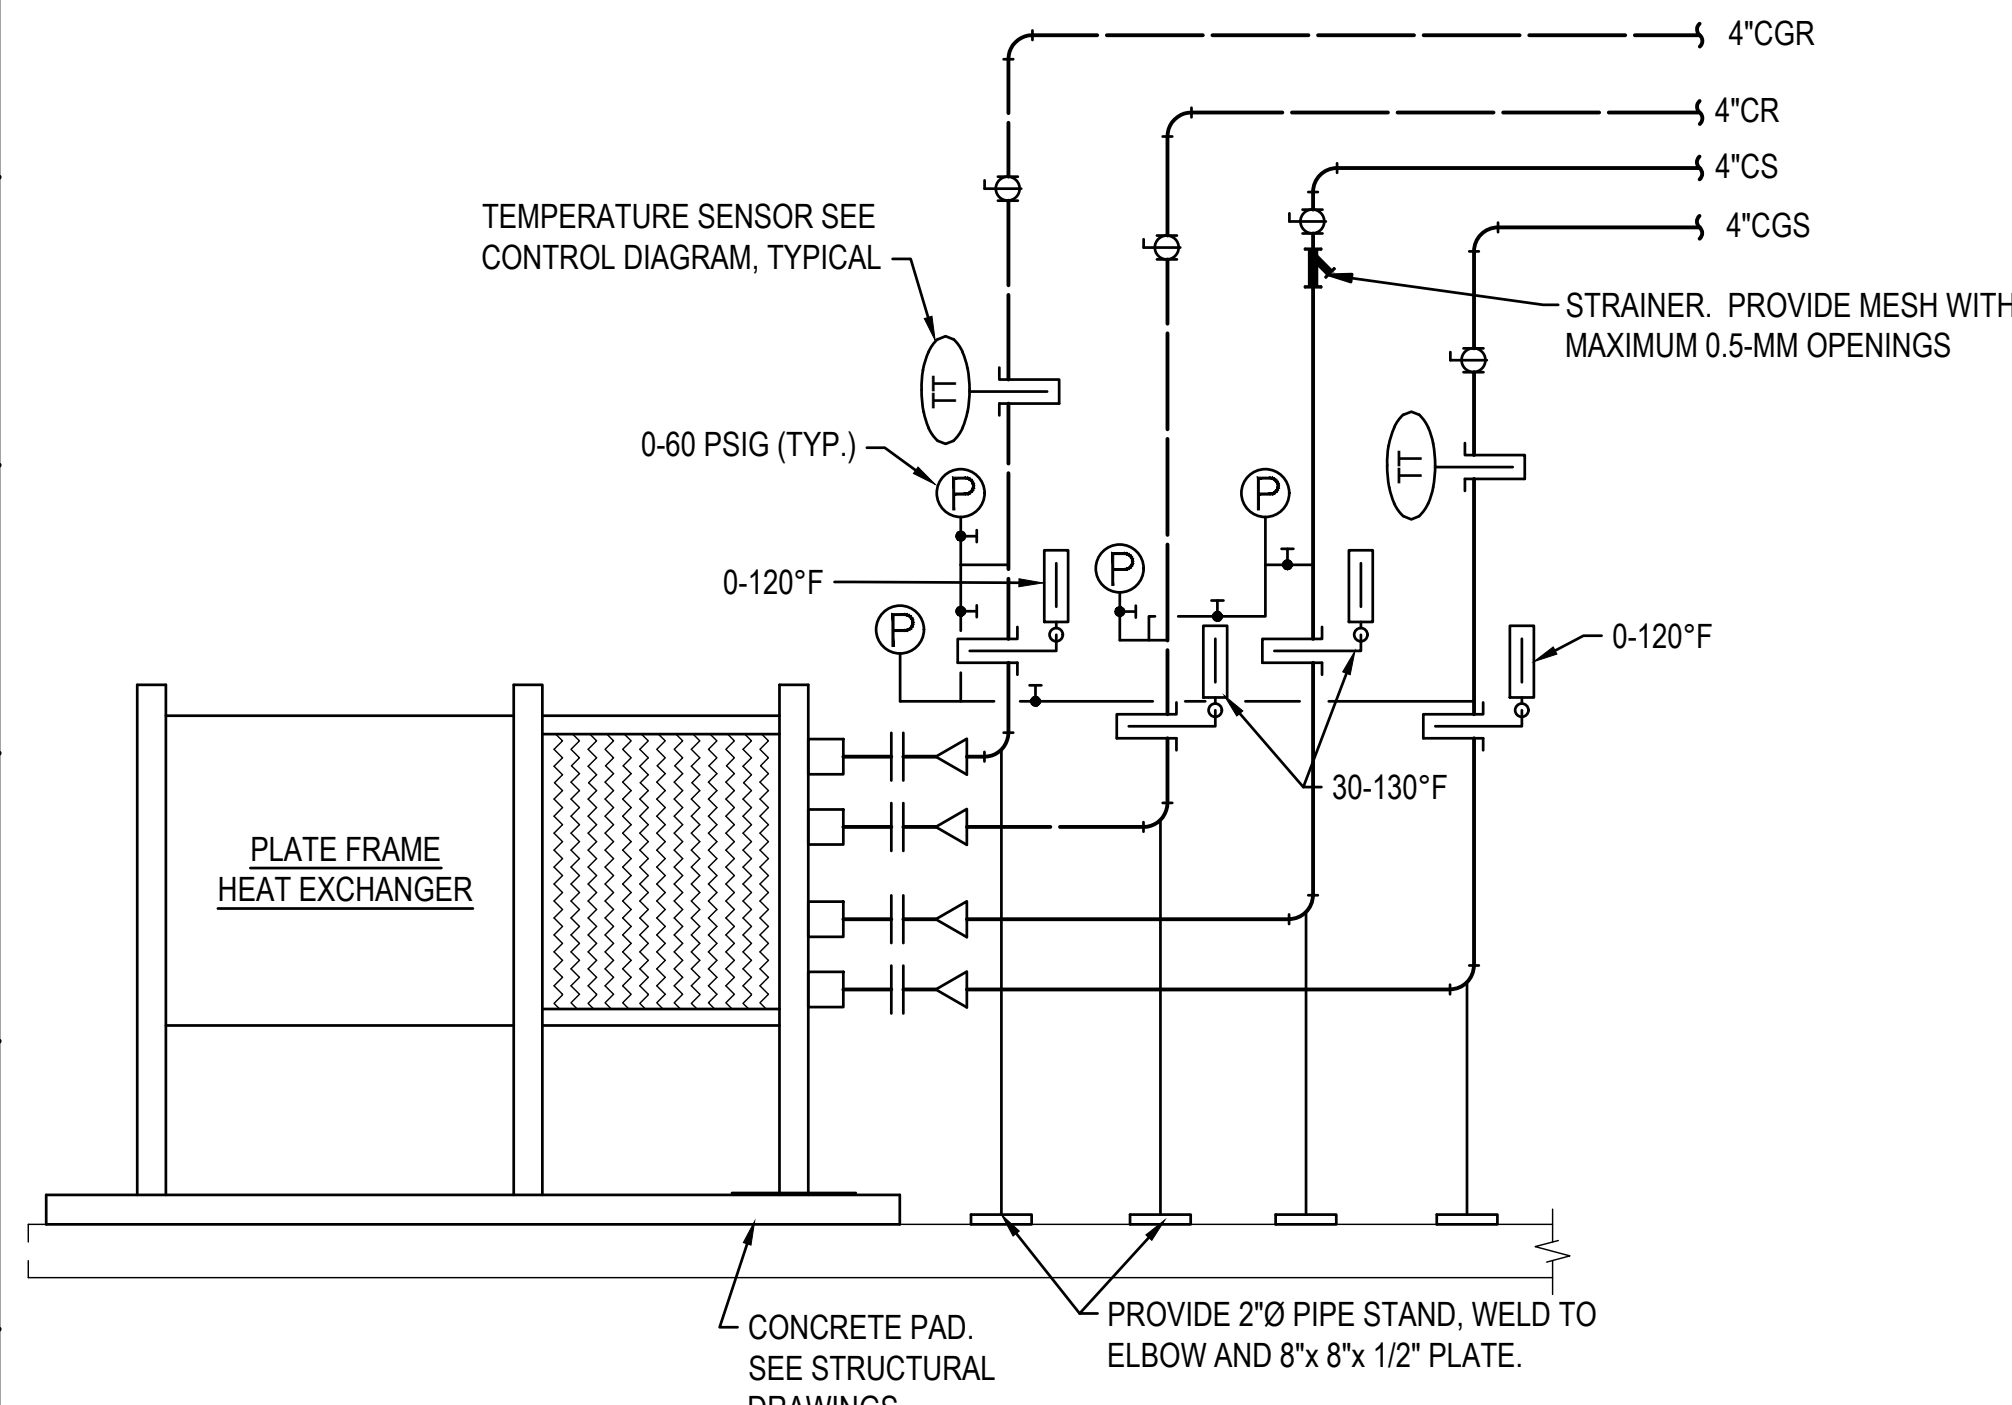 4"CGR
4"CR
4"CS
4"CGS
TEMPERATURE SENSOR SEE
CONTROL DIAGRAM, TYPICAL
STRAINER.  PROVIDE MESH WITH
MAXIMUM 0.5-MM OPENINGS
TT
TT
0-60 PSIG (TYP.)
P
P
P
P
0-120°F
0-120°F
30-130°F
PLATE FRAME
HEAT EXCHANGER
CONCRETE PAD.
SEE STRUCTURAL
DRAWINGS
PROVIDE 2"Ø PIPE STAND, WELD TO
ELBOW AND 8"x 8"x 1/2" PLATE.